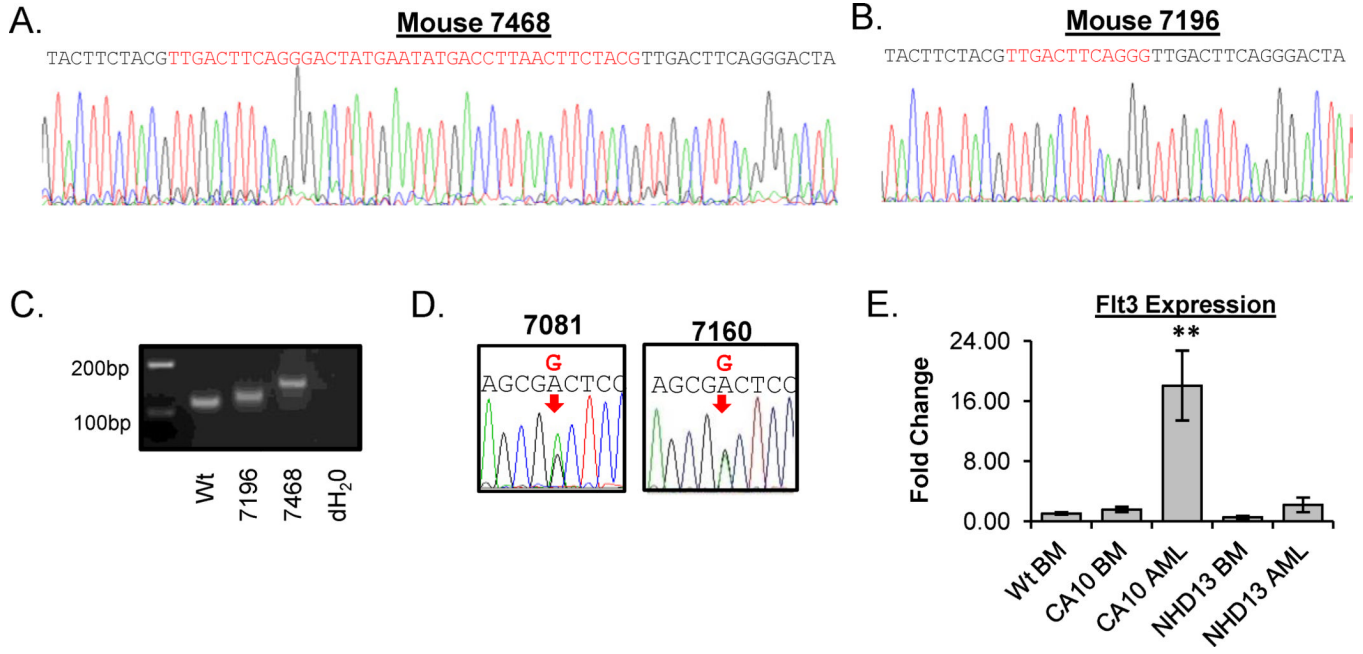 A.
Mouse 7468
TACTTCTACGTTGACTTCAGGGACTATGAATATGACCTTAACTTCTACGTTGACTTCAGGGACTA
B.
Mouse 7196
TACTTCTACGTTGACTTCAGGGTTGACTTCAGGGACTA
C.
200bp
100bp
Wt
7196
7468
dH20
D.
7081
G
AGCGACTCC
7160
G
AGCGACTCC
E.
Flt3 Expression
**
Fold Change
24.00
16.00
8.00
0.00
Wt BM
CA10 BM
CA10 AML
NHD13 BM
NHD13 AML